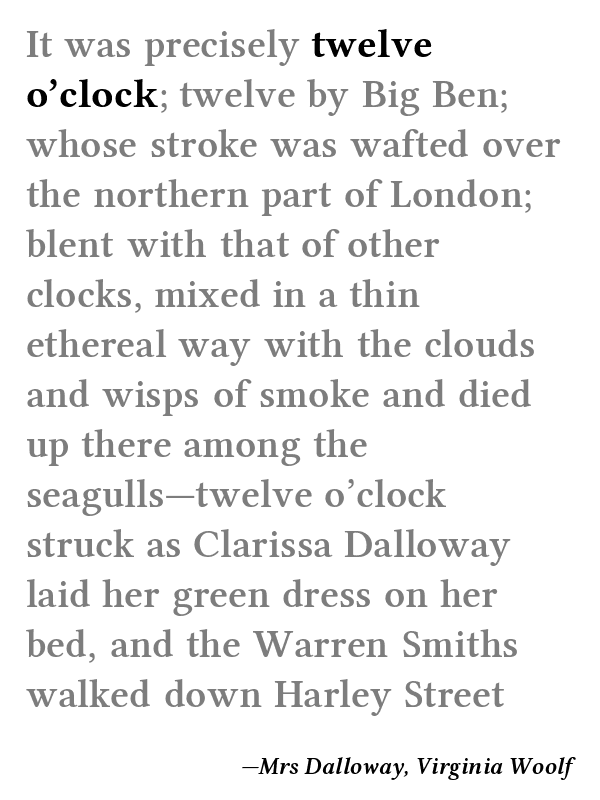 It was precisely twelve
o’clock; twelve by Big Ben;
whose stroke was wafted over
the northern part of London;
blent with that of other
clocks, mixed in a thin
ethereal way with the clouds
and wisps of smoke and died
up there among the
seagulls—twelve o’clock
struck as Clarissa Dalloway
laid her green dress on her
bed, and the Warren Smiths
walked down Harley Street
—Mrs Dalloway, Virginia Woolf